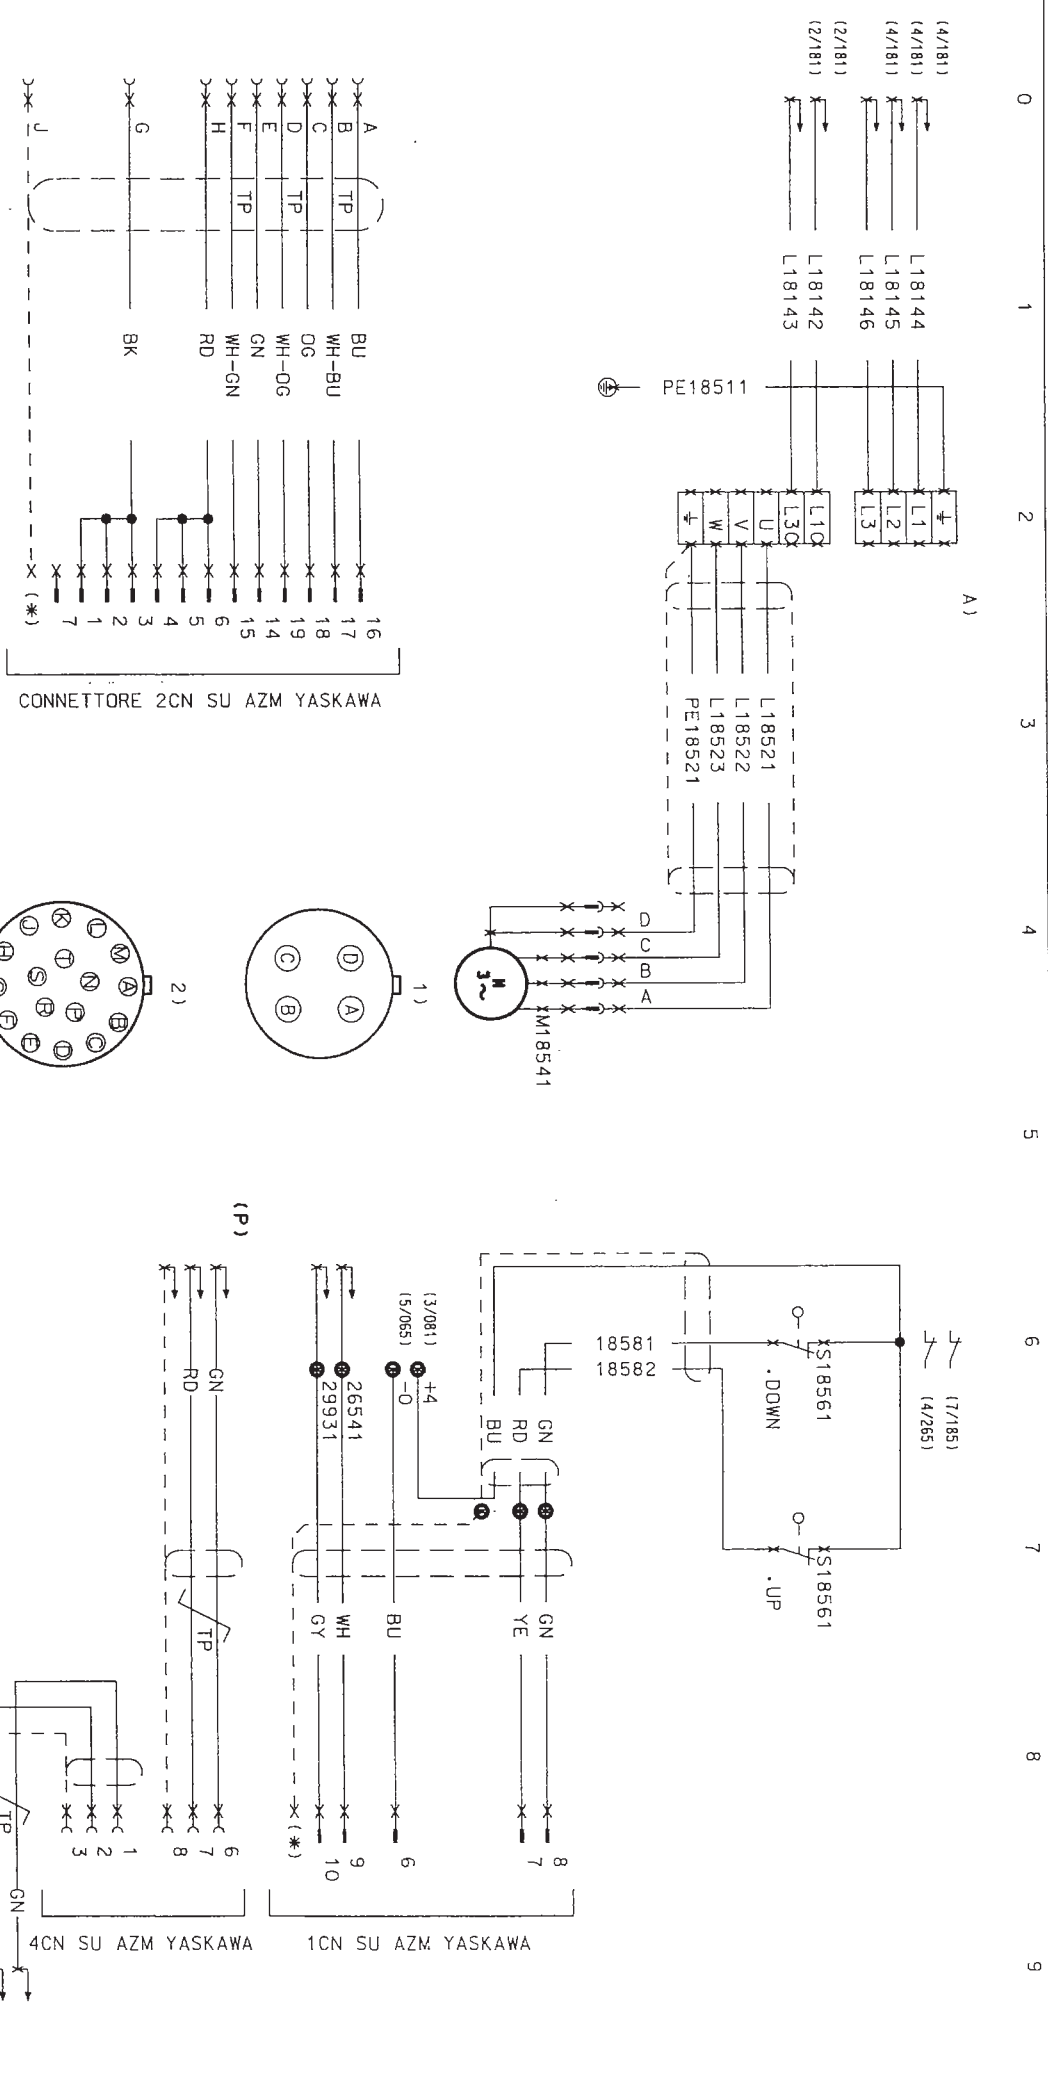 0
1
2
3
4
5
6
7
8
9
(4/181)
(4/181)
(4/181)
(2/181)
(2/181)
L18144
L18145
L18146
L18142
L18143
PE18511
A)
L1
L2
L3
L1C
L3C
U
V
W
L18521
L18522
L18523
PE18521
D
C
B
A
M
3~
M18541
1)
D
A
C
B
2)
A
B
C
D
E
F
H
J
K
L
M
N
P
R
S
T
A
B
C
D
E
F
H
G
J
TP
TP
TP
BU
WH-BU
OG
WH-OG
GN
WH-GN
RD
BK
16
17
18
19
14
15
6
5
4
3
2
1
7
(*)
CONNETTORE 2CN SU AZM YASKAWA
(7/185)
(4/265)
S18561
.DOWN
S18561
.UP
18581
18582
GN
RD
BU
(3/081)
(5/065)
+4
-0
26541
29931
GN
YE
BU
WH
GY
8
7
6
9
10
(*)
1CN SU AZM YASKAWA
(P)
GN
RD
TP
6
7
8
1
2
3
4CN SU AZM YASKAWA
TP
GN